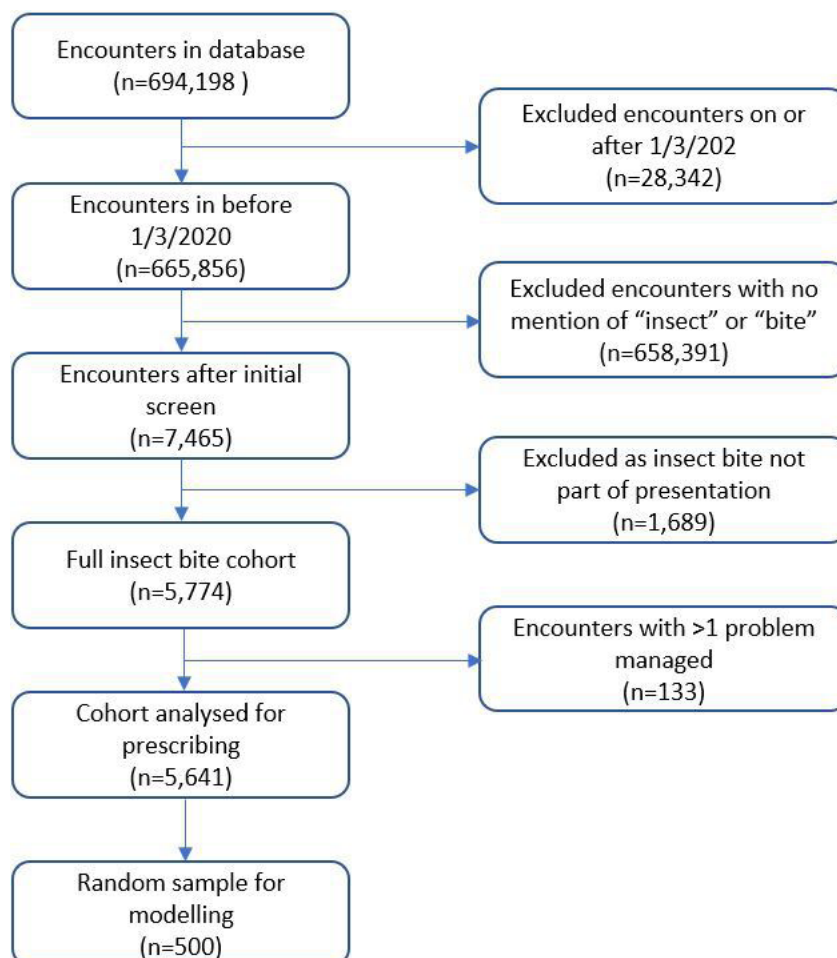 Encounters in database
(n=694,198 )
Excluded encounters on or
after 1/3/202
(n=28,342)
Encounters in before
1/3/2020
(n=665,856)
Excluded encounters with no
mention of “insect” or “bite”
(n=658,391)
Encounters after initial
screen
(n=7,465)
Excluded as insect bite not
part of presentation
(n=1,689)
Full insect bite cohort
(n=5,774)
Encounters with >1 problem
managed
(n=133)
Cohort analysed for
prescribing
(n=5,641)
Random sample for
modelling
(n=500)